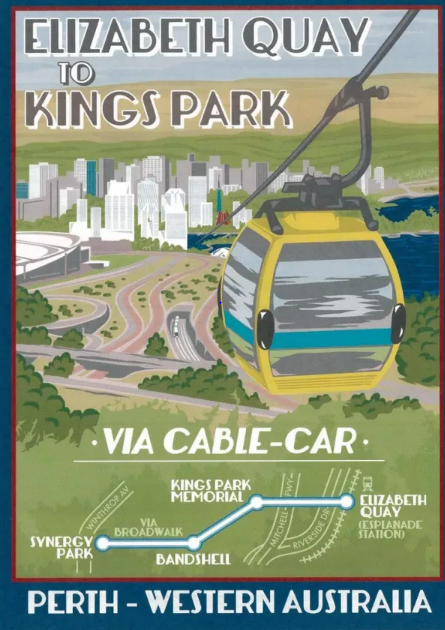 ELIZABETH QUAY
TO
KINGS PARK
· VIA CABLE-CAR ·
KINGS PARK
MEMORIAL
ELIZABETH
QUAY
(ESPLANADE
STATION)
WINTHROP AV
VIA
BROADWALK
MITCHELL FWY
RIVERSIDE DR
SYNERGY
PARK
BANDSHELL
PERTH - WESTERN AUSTRALIA